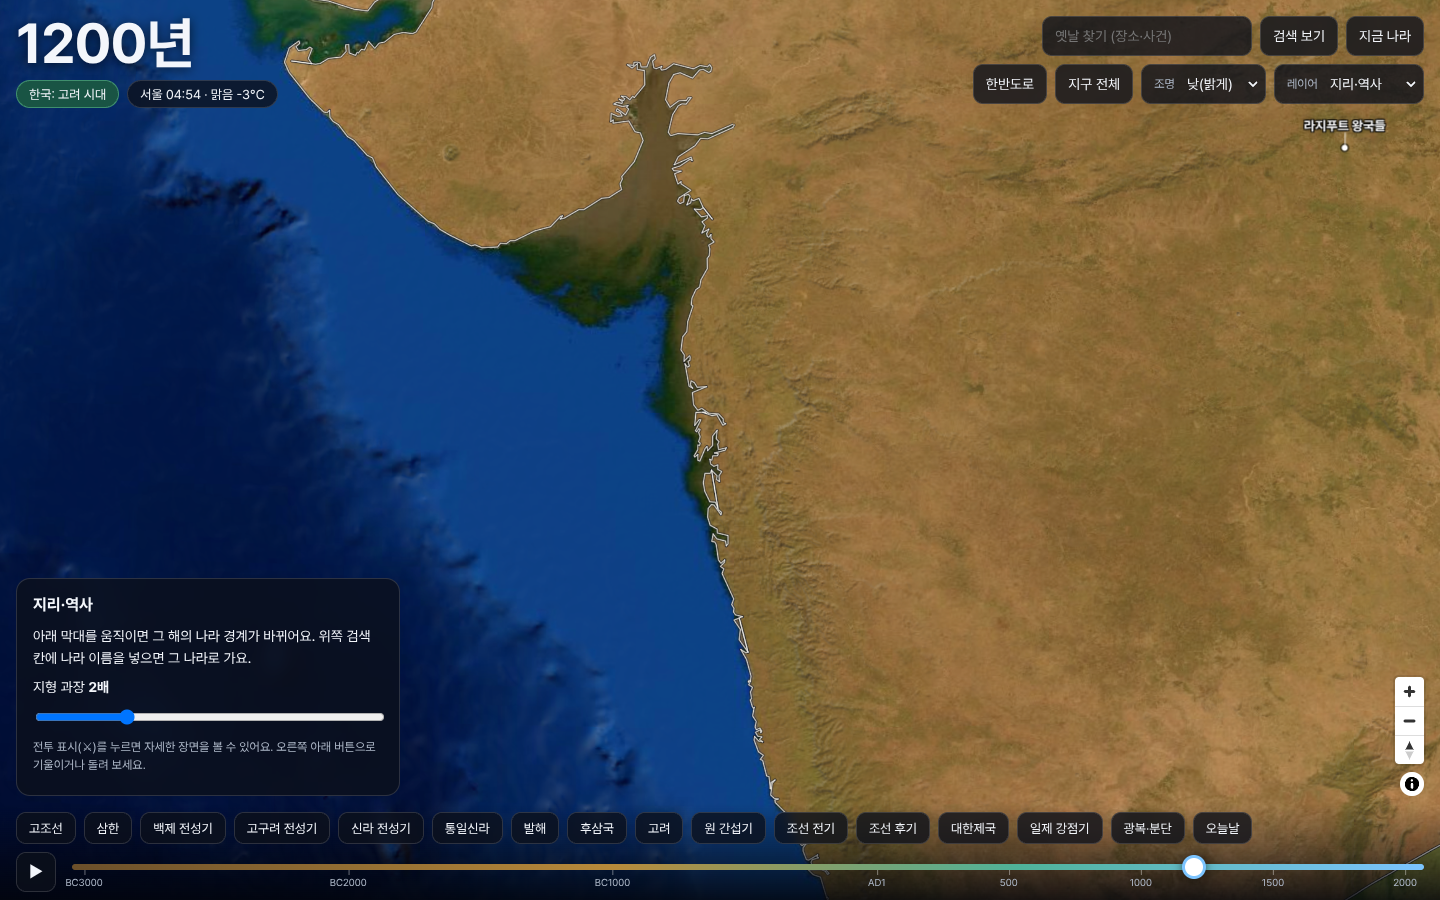 1200년
한국: 고려 시대
서울 04:54 · 맑음 -3°C
옛날 찾기 (장소·사건)
검색 보기
지금 나라
한반도로
지구 전체
조명 낮(밝게)
레이어 지리·역사
라지푸트 왕국들
지리·역사
아래 막대를 움직이면 그 해의 나라 경계가 바뀌어요. 위쪽 검색
칸에 나라 이름을 넣으면 그 나라로 가요.
지형 과장 2배
전투 표시(⚔)를 누르면 자세한 장면을 볼 수 있어요. 오른쪽 아래 버튼으로
기울이거나 돌려 보세요.
고조선
삼한
백제 전성기
고구려 전성기
신라 전성기
통일신라
발해
후삼국
고려
원 간섭기
조선 전기
조선 후기
대한제국
일제 강점기
광복·분단
오늘날
BC3000
BC2000
BC1000
AD1
500
1000
1500
2000